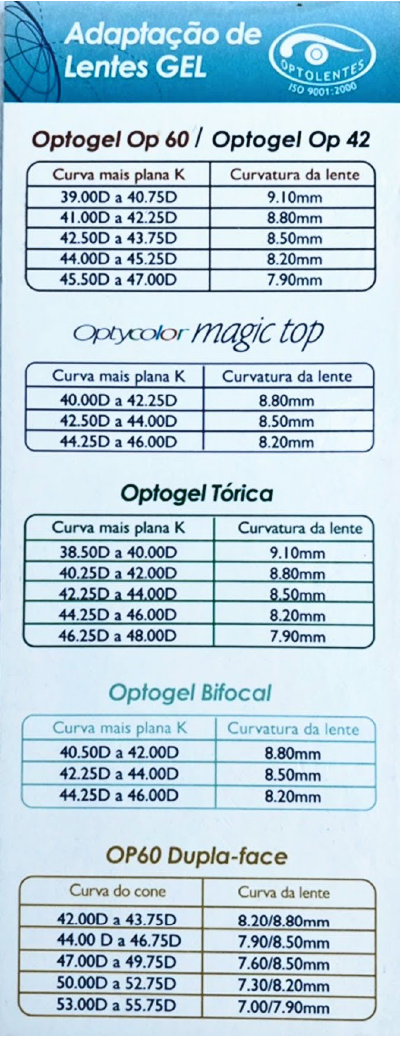 Adaptação de
Lentes GEL
OPTOLENTES
ISO 9001:2000
Optogel Op 60 / Optogel Op 42
Curva mais plana K Curvatura da lente
39.00D a 40.75D 9.10mm
41.00D a 42.25D 8.80mm
42.50D a 43.75D 8.50mm
44.00D a 45.25D 8.20mm
45.50D a 47.00D 7.90mm
Optycolor magic top
Curva mais plana K Curvatura da lente
40.00D a 42.25D 8.80mm
42.50D a 44.00D 8.50mm
44.25D a 46.00D 8.20mm
Optogel Tórica
Curva mais plana K Curvatura da lente
38.50D a 40.00D 9.10mm
40.25D a 42.00D 8.80mm
42.25D a 44.00D 8.50mm
44.25D a 46.00D 8.20mm
46.25D a 48.00D 7.90mm
Optogel Bifocal
Curva mais plana K Curvatura da lente
40.50D a 42.00D 8.80mm
42.25D a 44.00D 8.50mm
44.25D a 46.00D 8.20mm
OP60 Dupla-face
Curva do cone Curva da lente
42.00D a 43.75D 8.20/8.80mm
44.00 D a 46.75D 7.90/8.50mm
47.00D a 49.75D 7.60/8.50mm
50.00D a 52.75D 7.30/8.20mm
53.00D a 55.75D 7.00/7.90mm